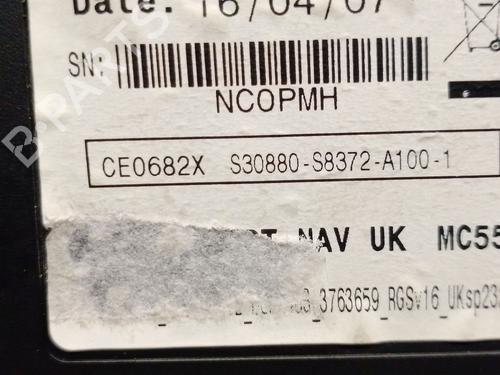 Date: 16/04/07
SN:
NCOPMH
CE0682X S30880-S8372-A100-1
NAV UK MC55
3763659_RGSv16_UKsp23
B-PARTS